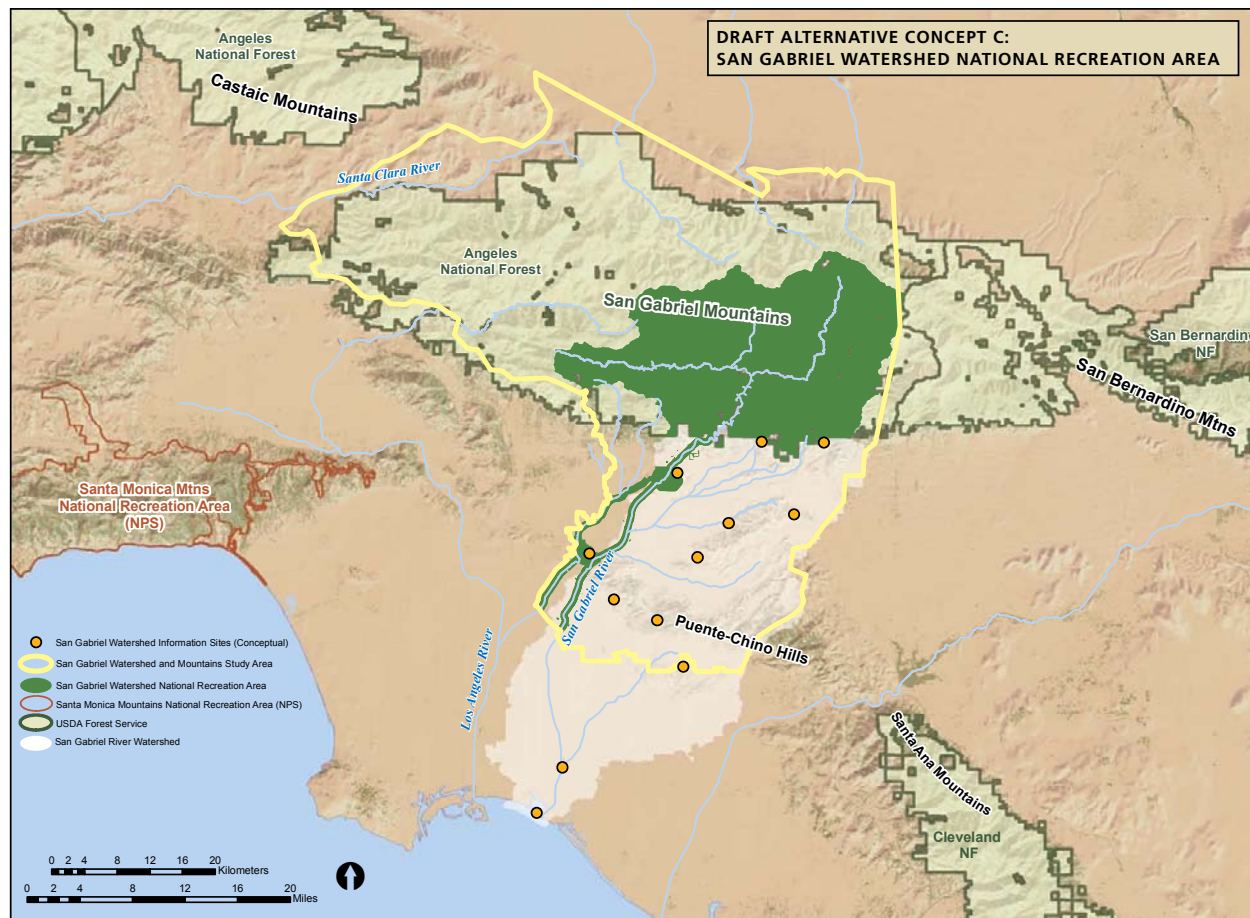 DRAFT ALTERNATIVE CONCEPT C:
SAN GABRIEL WATERSHED NATIONAL RECREATION AREA
Angeles
National Forest
Castaic Mountains
Santa Clara River
Angeles
National Forest
San Gabriel Mountains
San Bernardino
NF
San Bernardino Mtns
Santa Monica Mtns
National Recreation Area
(NPS)
San Gabriel River
Los Angeles River
Puente-Chino Hills
Santa Ana Mountains
Cleveland
NF
San Gabriel Watershed Information Sites (Conceptual)
San Gabriel Watershed and Mountains Study Area
San Gabriel Watershed National Recreation Area
Santa Monica Mountains National Recreation Area (NPS)
USDA Forest Service
San Gabriel River Watershed
0 2 4 8 12 16 20
Kilometers
0 2 4 8 12 16 20
Miles